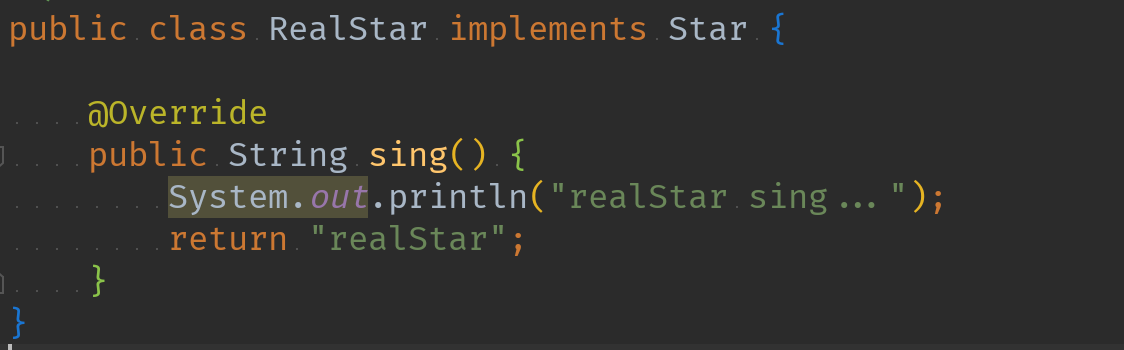 public class RealStar implements Star {
@Override
public String sing() {
System.out.println("realStar sing...");
return "realStar";
}
}